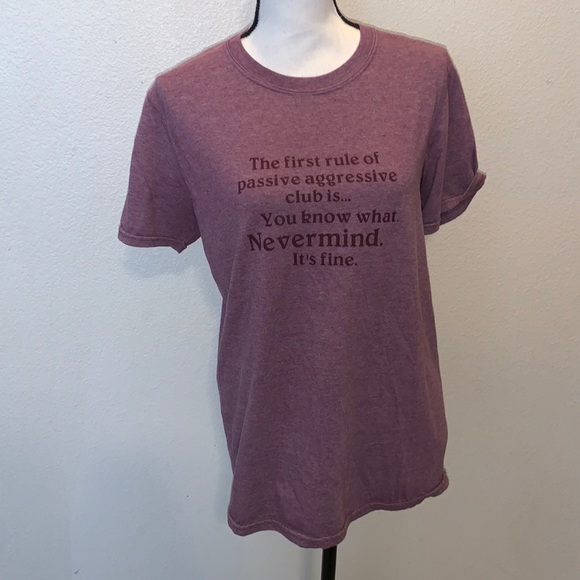 The first rule of
passive aggressive
club is...
You know what.
Nevermind.
It's fine.